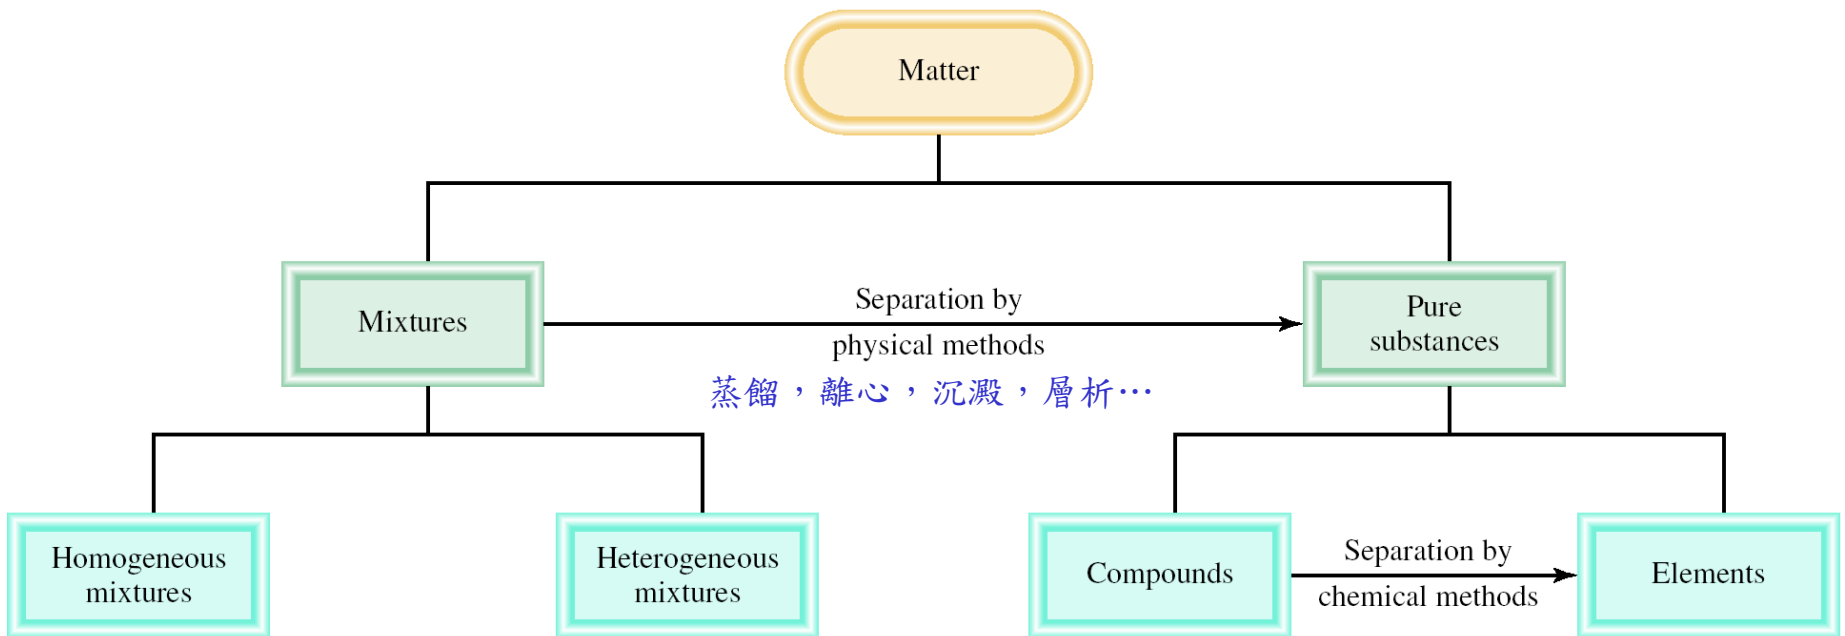 Matter
Mixtures
Separation by
physical methods
蒸餾，離心，沉澱，層析…
Pure
substances
Homogeneous
mixtures
Heterogeneous
mixtures
Compounds
Separation by
chemical methods
Elements